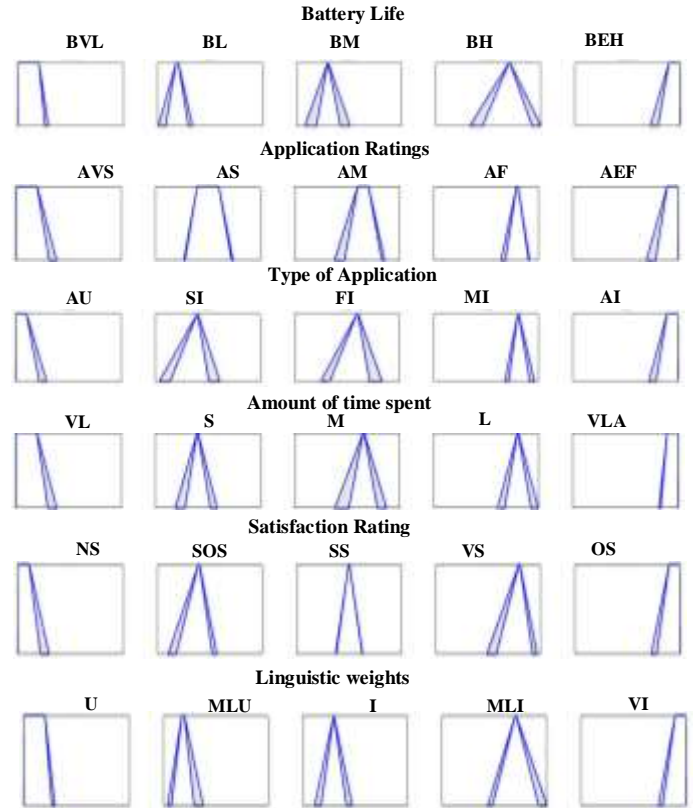 Battery Life
BVL BL BM BH BEH
Application Ratings
AVS AS AM AF AEF
Type of Application
AU SI FI MI AI
Amount of time spent
VL S M L VLA
Satisfaction Rating
NS SOS SS VS OS
Linguistic weights
U MLU I MLI VI